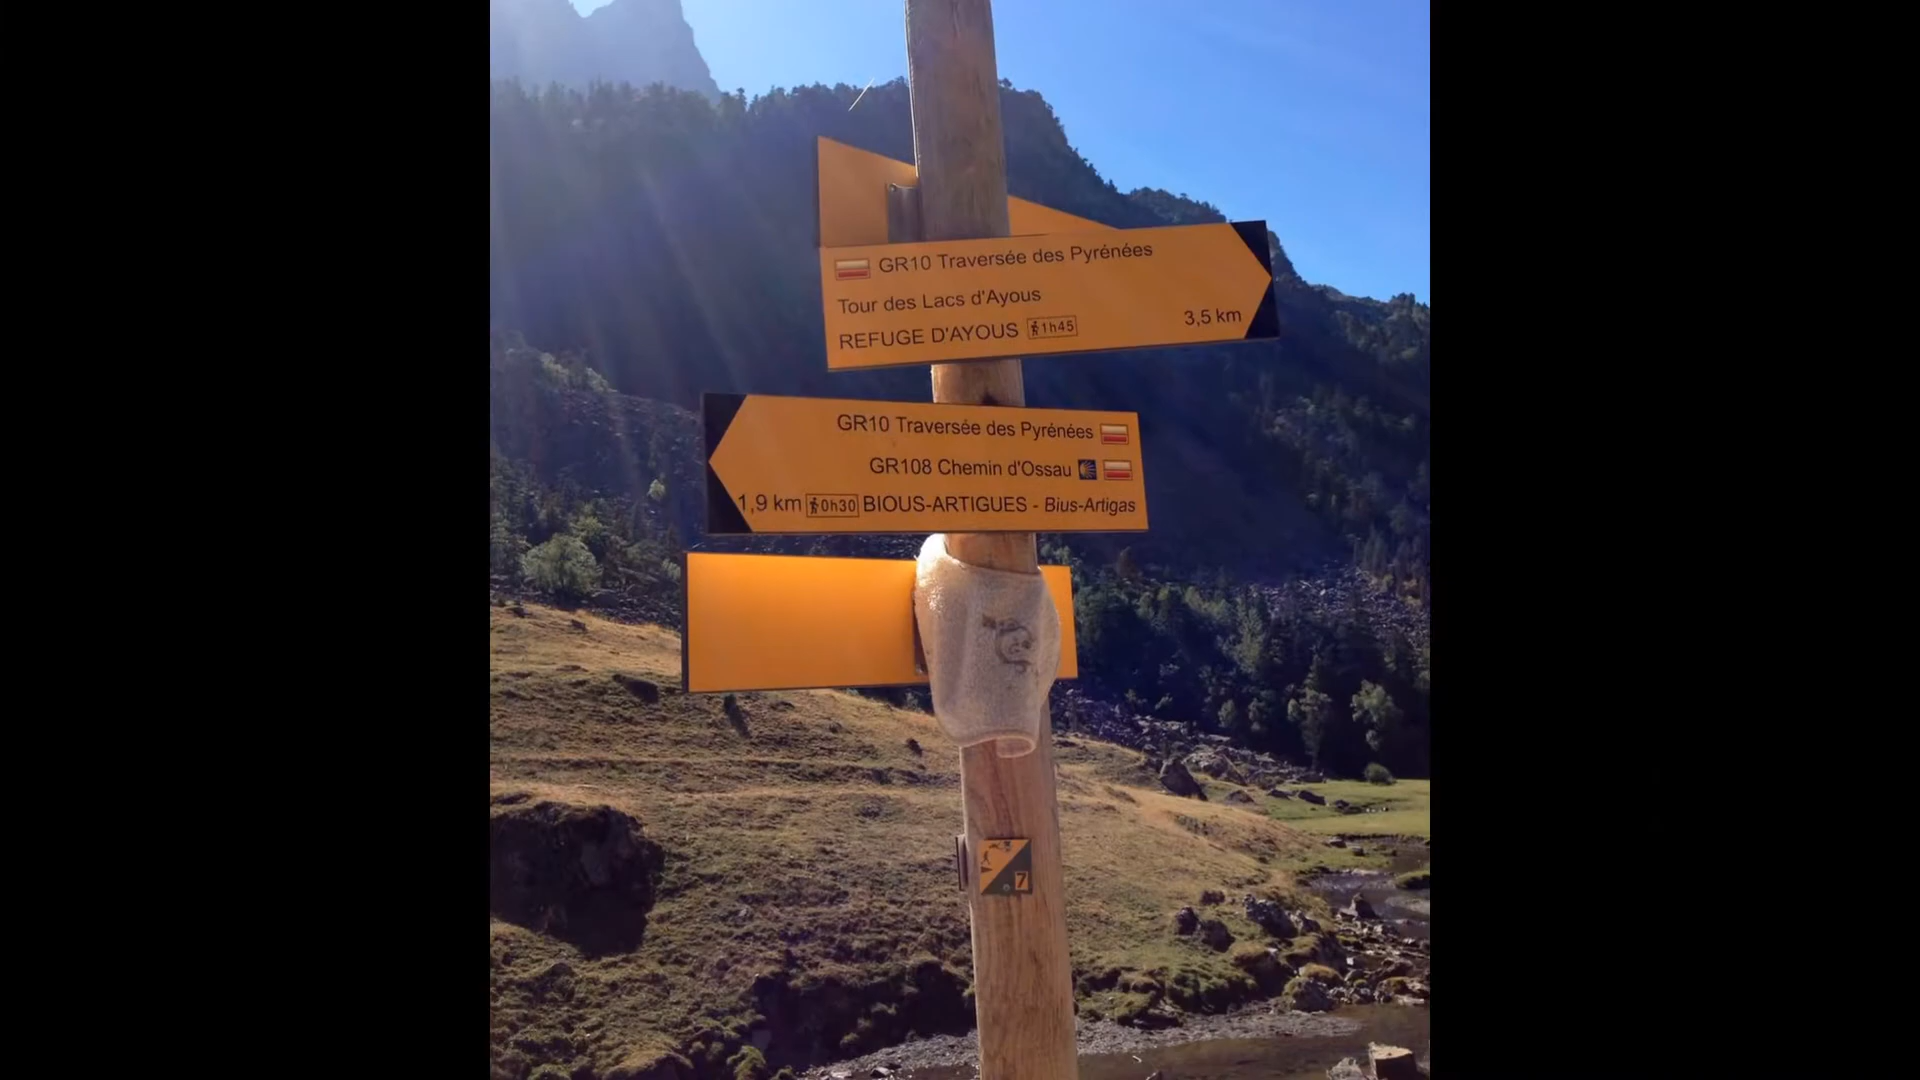 GR10 Traversée des Pyrénées
Tour des Lacs d'Ayous
REFUGE D'AYOUS 1h45 3,5 km
GR10 Traversée des Pyrénées
GR108 Chemin d'Ossau
1,9 km 0h30 BIOUS-ARTIGUES - Bius-Artigas
7